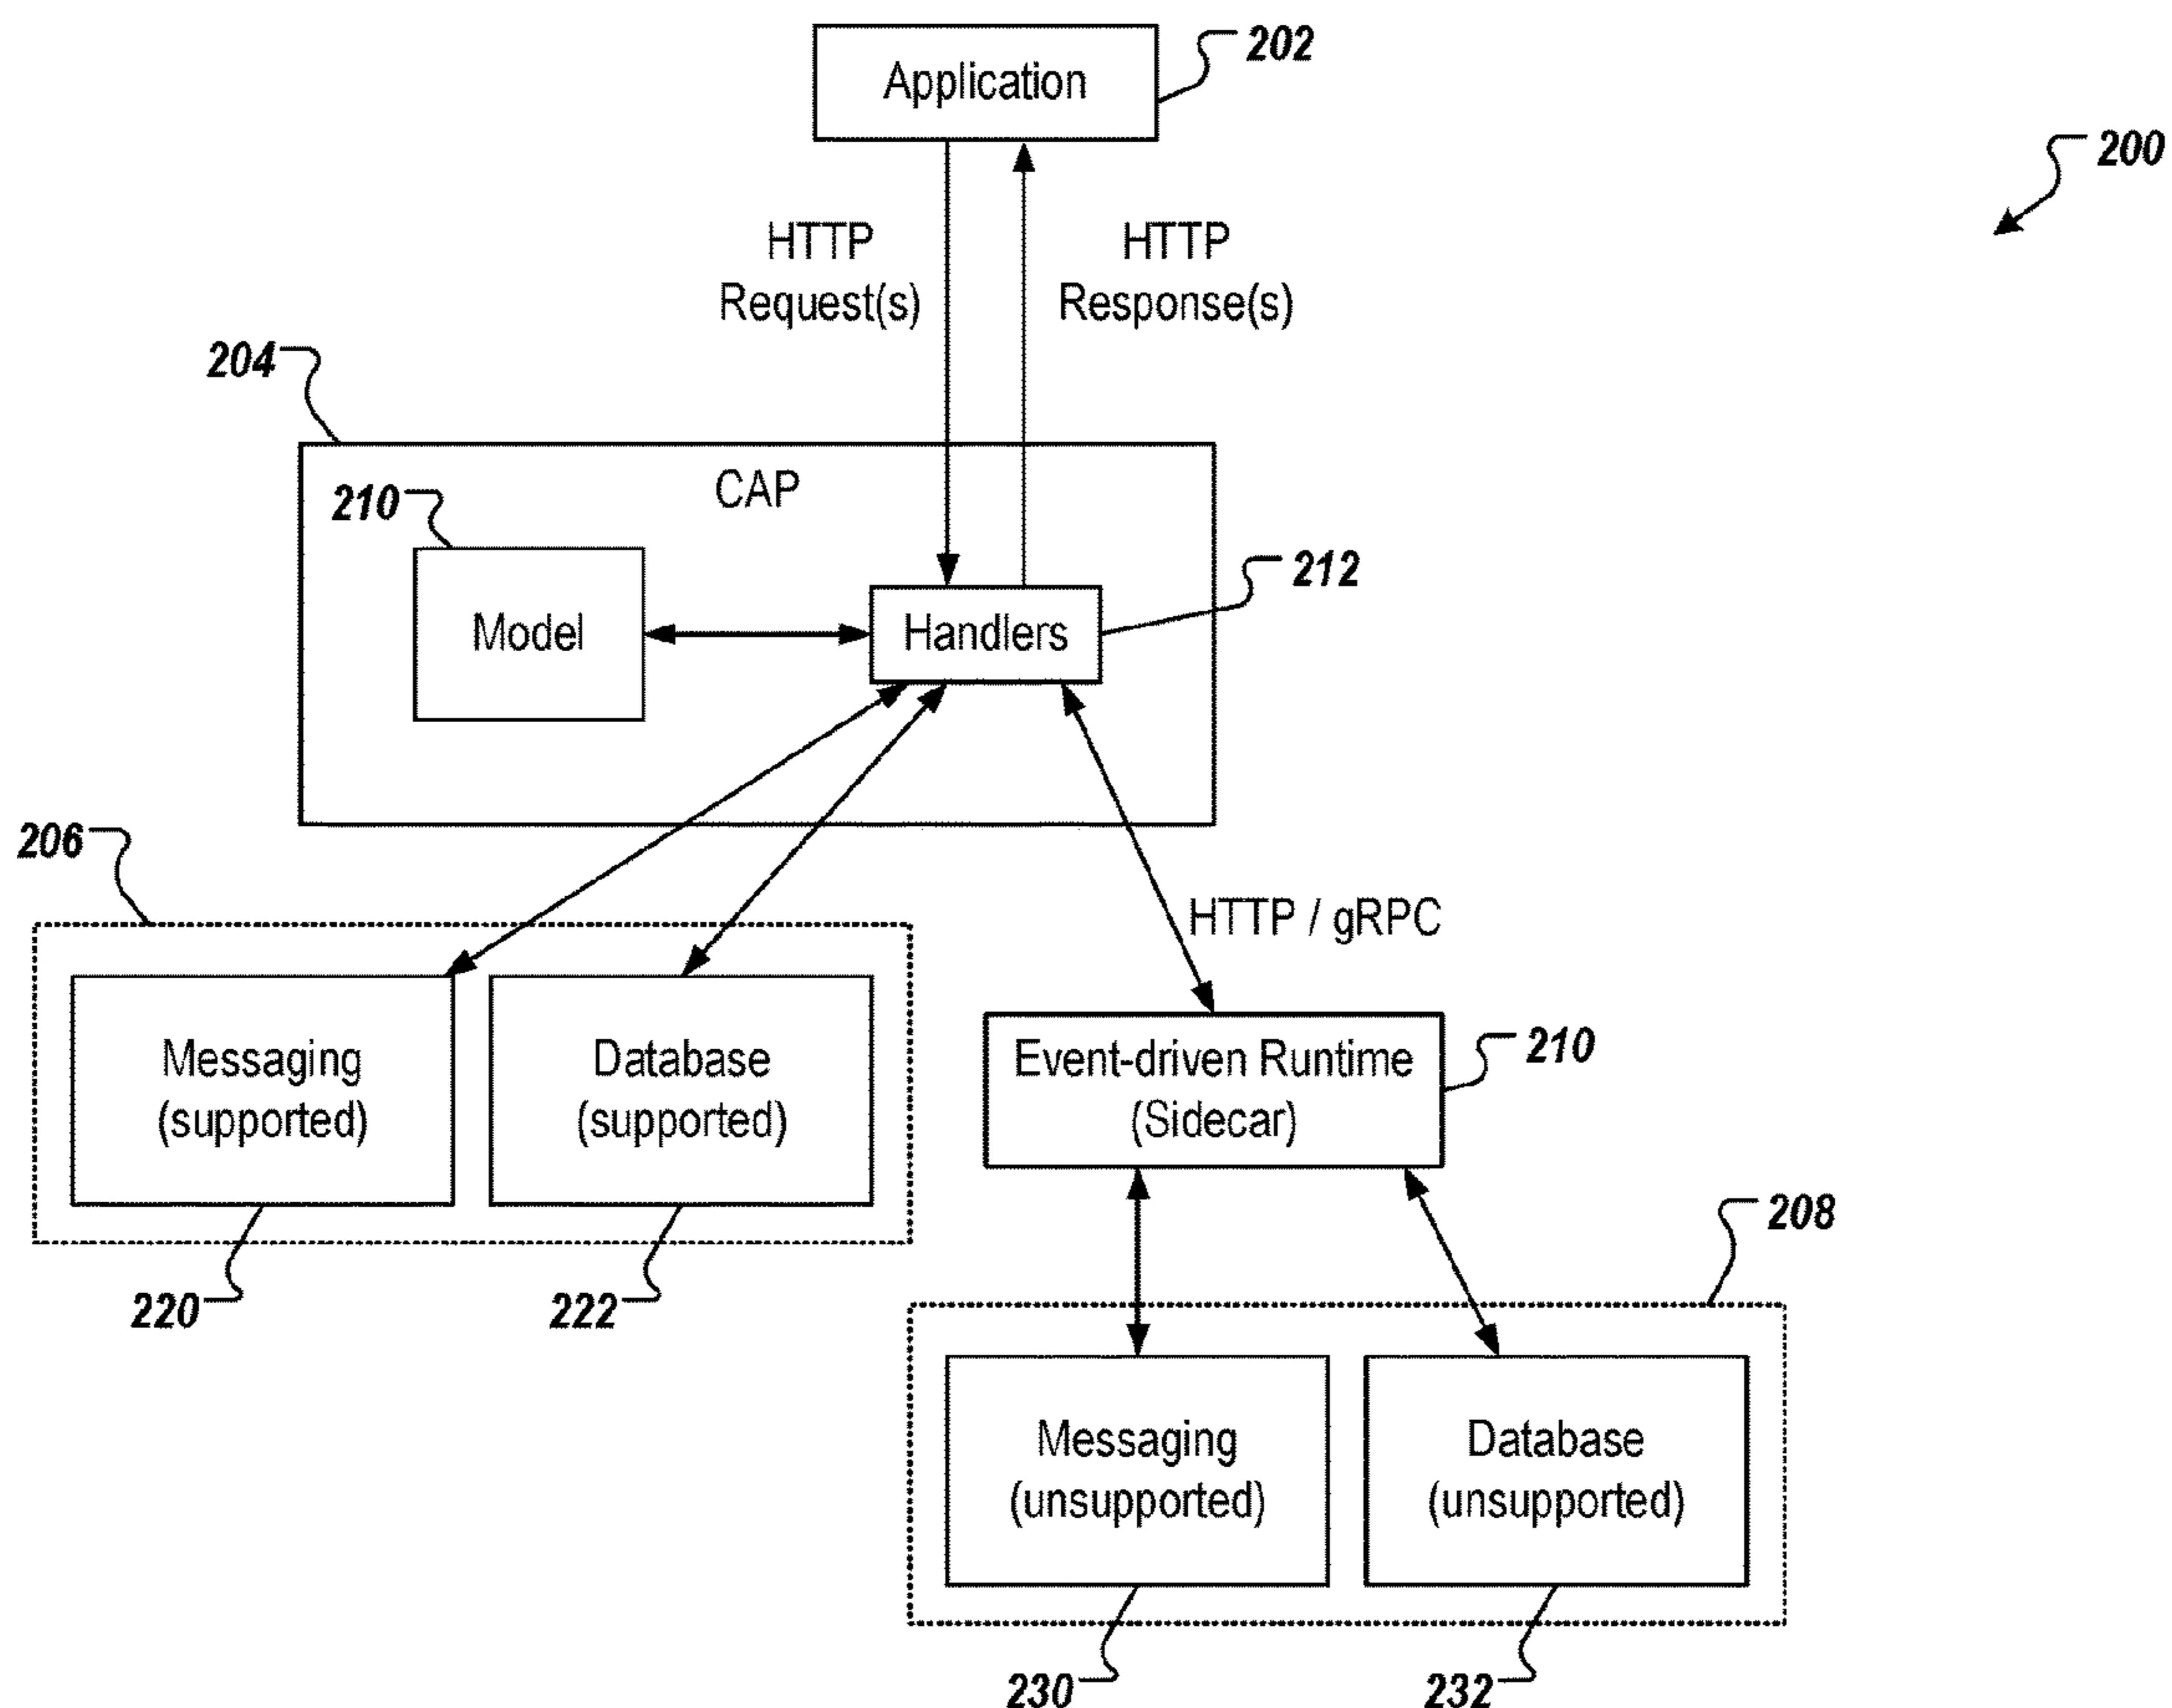 202
Application
200
HTTP
Request(s)
HTTP
Response(s)
204
CAP
210
212
Model
Handlers
206
HTTP / gRPC
Messaging
(supported)
Database
(supported)
Event-driven Runtime
(Sidecar)
210
208
220
222
Messaging
(unsupported)
Database
(unsupported)
230
232